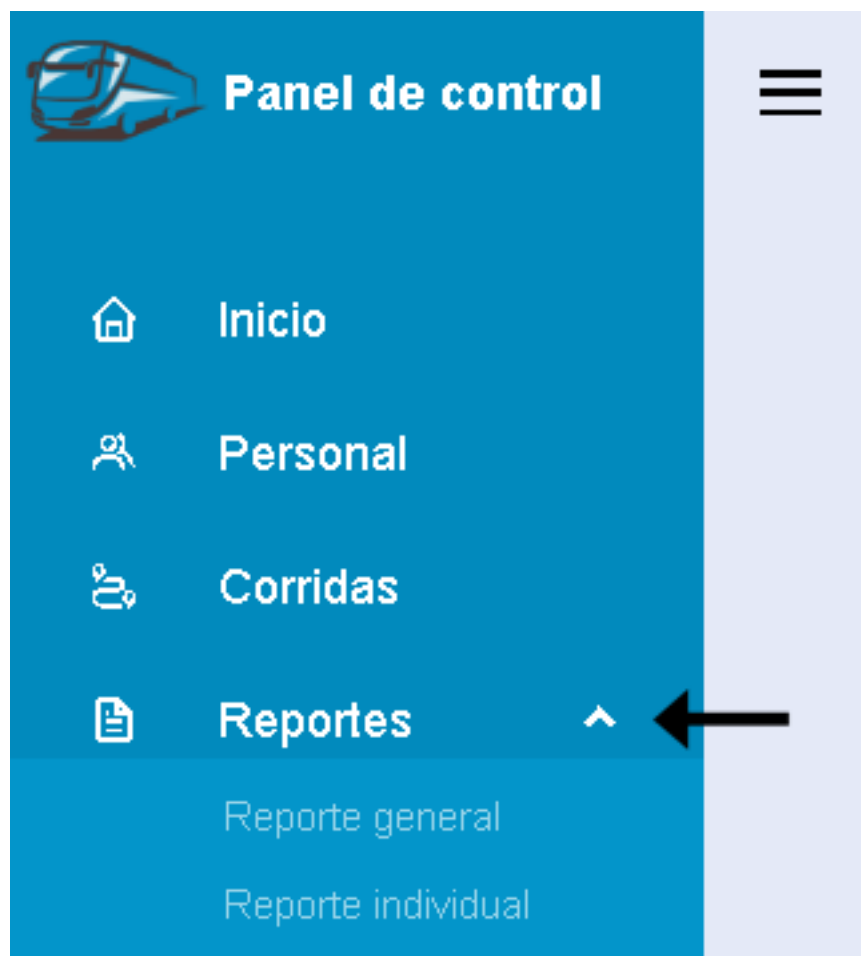 Panel de control
Inicio
Personal
Corridas
Reportes
Reporte general
Reporte individual